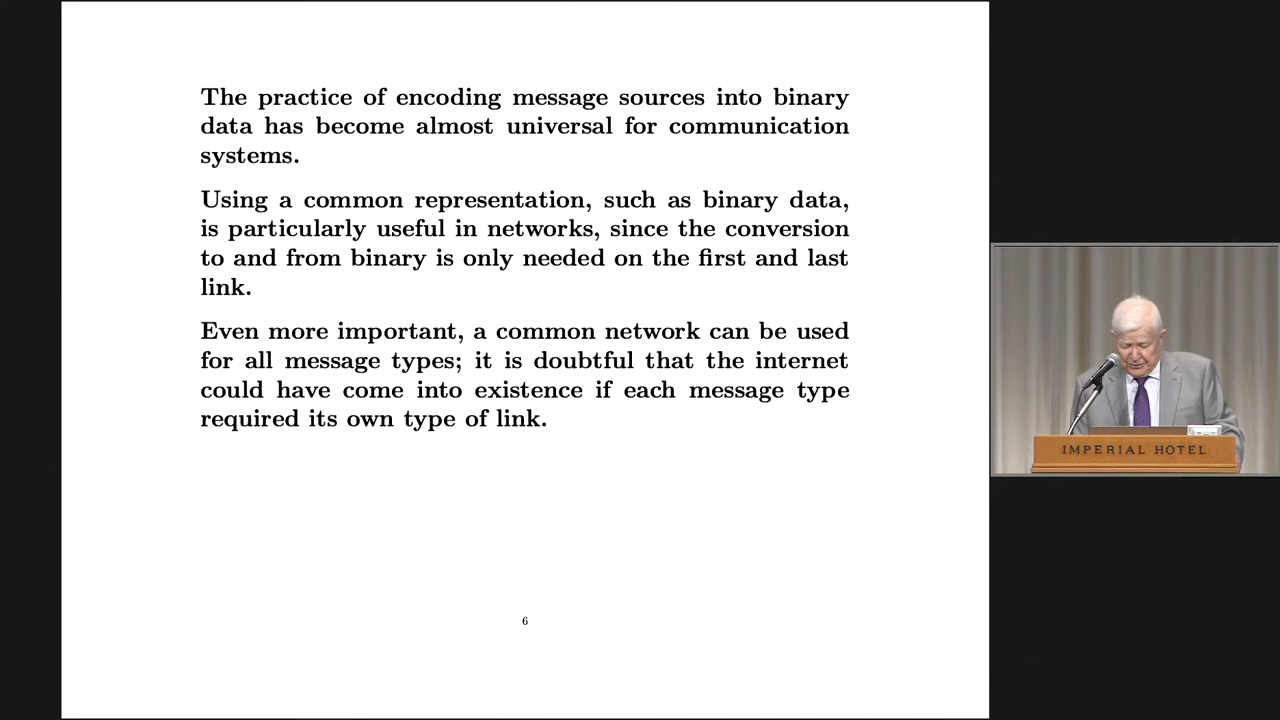 The practice of encoding message sources into binary
data has become almost universal for communication
systems.
Using a common representation, such as binary data,
is particularly useful in networks, since the conversion
to and from binary is only needed on the first and last
link.
Even more important, a common network can be used
for all message types; it is doubtful that the internet
could have come into existence if each message type
required its own type of link.
6
IMPERIAL HOTEL